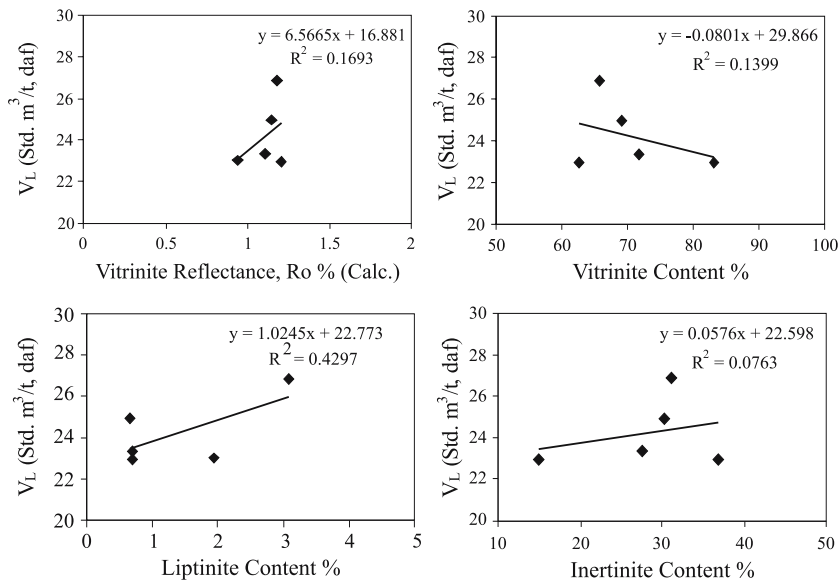 y = 6.5665x + 16.881
R² = 0.1693
30
28
26
24
22
20
V_L (Std. m³/t, daf)
0
0.5
1
1.5
2
Vitrinite Reflectance, Ro % (Calc.)
y = -0.0801x + 29.866
R² = 0.1399
30
28
26
24
22
20
V_L (Std. m³/t, daf)
50
60
70
80
90
100
Vitrinite Content %
y = 1.0245x + 22.773
R² = 0.4297
30
28
26
24
22
20
V_L (Std. m³/t, daf)
0
1
2
3
4
5
Liptinite Content %
y = 0.0576x + 22.598
R² = 0.0763
30
28
26
24
22
20
V_L (Std. m³/t, daf)
10
20
30
40
50
Inertinite Content %